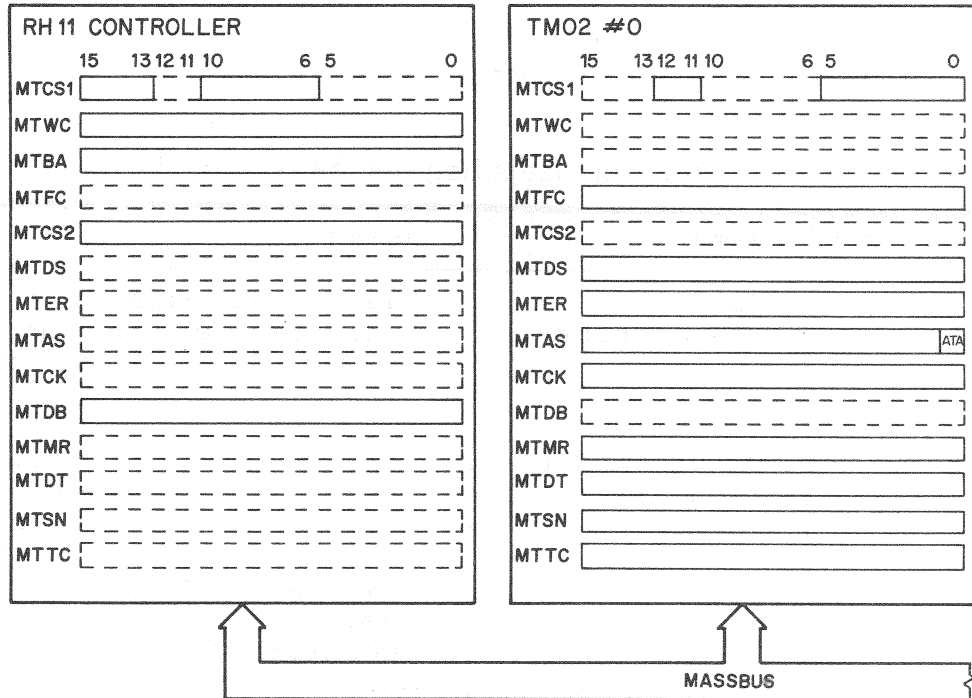 RH11 CONTROLLER
15 13 12 11 10 6 5 0
MTCS1
MTWC
MTBA
MTFC
MTCS2
MTDS
MTER
MTAS
MTCK
MTDB
MTMR
MTDT
MTSN
MTTC
TM02 #0
15 13 12 11 10 6 5 0
MTCS1
MTWC
MTBA
MTFC
MTCS2
MTDS
MTER
MTAS ATA
MTCK
MTDB
MTMR
MTDT
MTSN
MTTC
MASSBUS